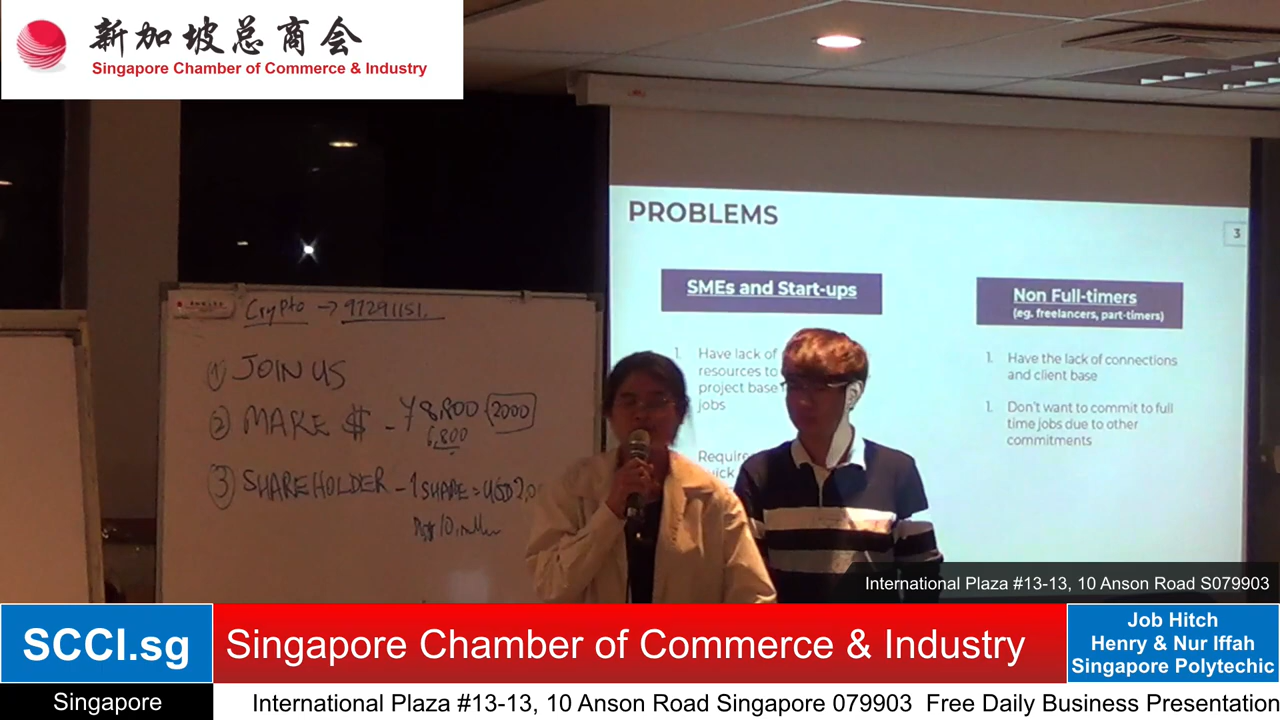 新加坡总商会
Singapore Chamber of Commerce & Industry
Crypto → 97291151
① JOIN US
② MAKE $ - 78,800 (2000)
6,800
③ SHAREHOLDER - 1 SHARE = USD 2,0
PROBLEMS
3
SMEs and Start-ups
1. Have lack of
resources to
project base
jobs
Require
Non Full-timers
(eg. freelancers, part-timers)
1. Have the lack of connections
and client base
1. Don't want to commit to full
time jobs due to other
commitments
International Plaza #13-13, 10 Anson Road S079903
SCCI.sg
Singapore Chamber of Commerce & Industry
Job Hitch
Henry & Nur Iffah
Singapore Polytechic
Singapore
International Plaza #13-13, 10 Anson Road Singapore 079903 Free Daily Business Presentation